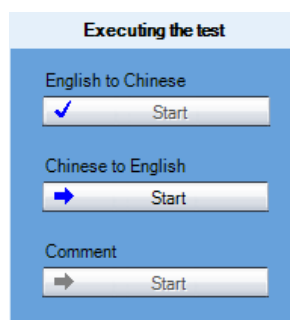 Executing the test
English to Chinese
Start
Chinese to English
Start
Comment
Start